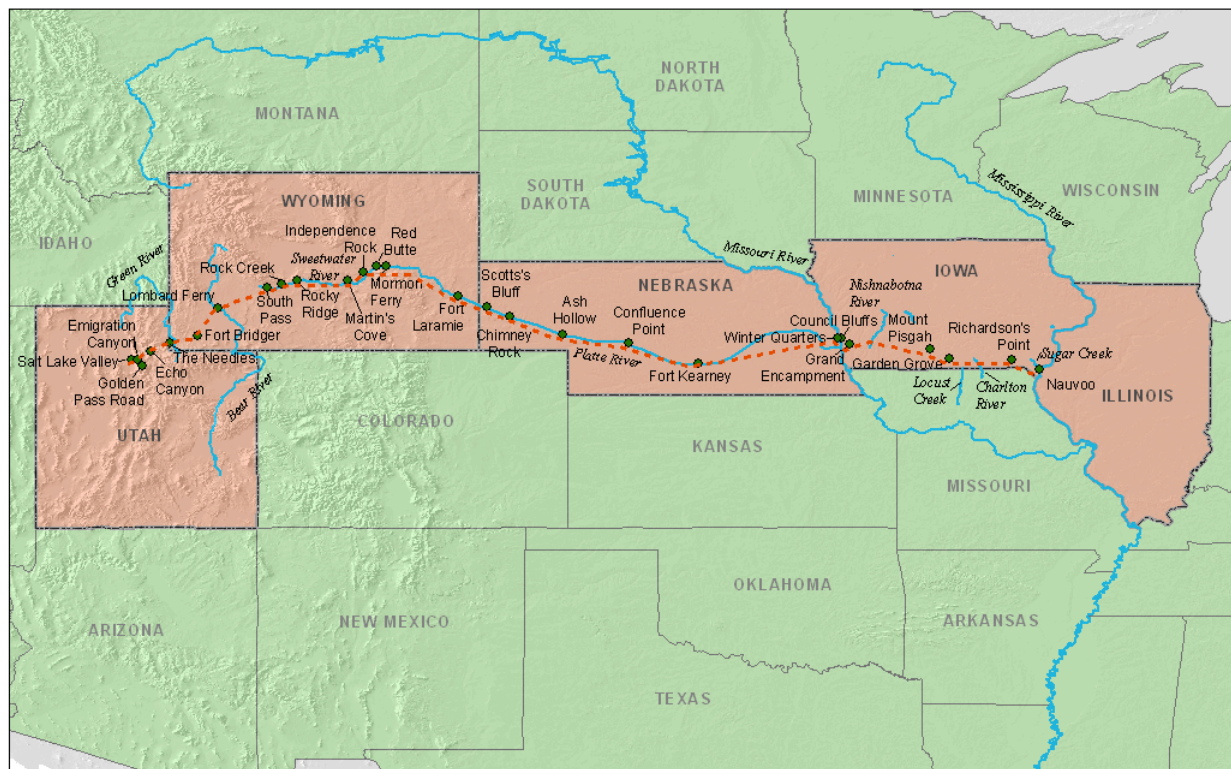 NORTH
DAKOTA
MONTANA
MINNESOTA
WISCONSIN
Mississippi River
SOUTH
DAKOTA
WYOMING
IDAHO
Green River
Independence
Rock
Red
Butte
Sweetwater
River
Rock Creek
Missouri River
IOWA
Nishnabotna
River
NEBRASKA
Scotts's
Bluff
Lombard Ferry
South
Pass
Rocky
Ridge
Martin's
Cove
Mormon
Ferry
Fort
Laramie
Ash
Hollow
Confluence
Point
Council Bluffs
Mount
Pisgah
Richardson's
Point
Emigration
Canyon
Fort Bridger
Chimney
Rock
Winter Quarters
Sugar Creek
Salt Lake Valley
The Needles
Platte River
Grand
Encampment
Garden Grove
Golden
Pass Road
Echo
Canyon
Fort Kearney
Locust
Creek
Charlton
River
Nauvoo
ILLINOIS
Bear River
UTAH
COLORADO
KANSAS
MISSOURI
OKLAHOMA
ARIZONA
NEW MEXICO
ARKANSAS
TEXAS